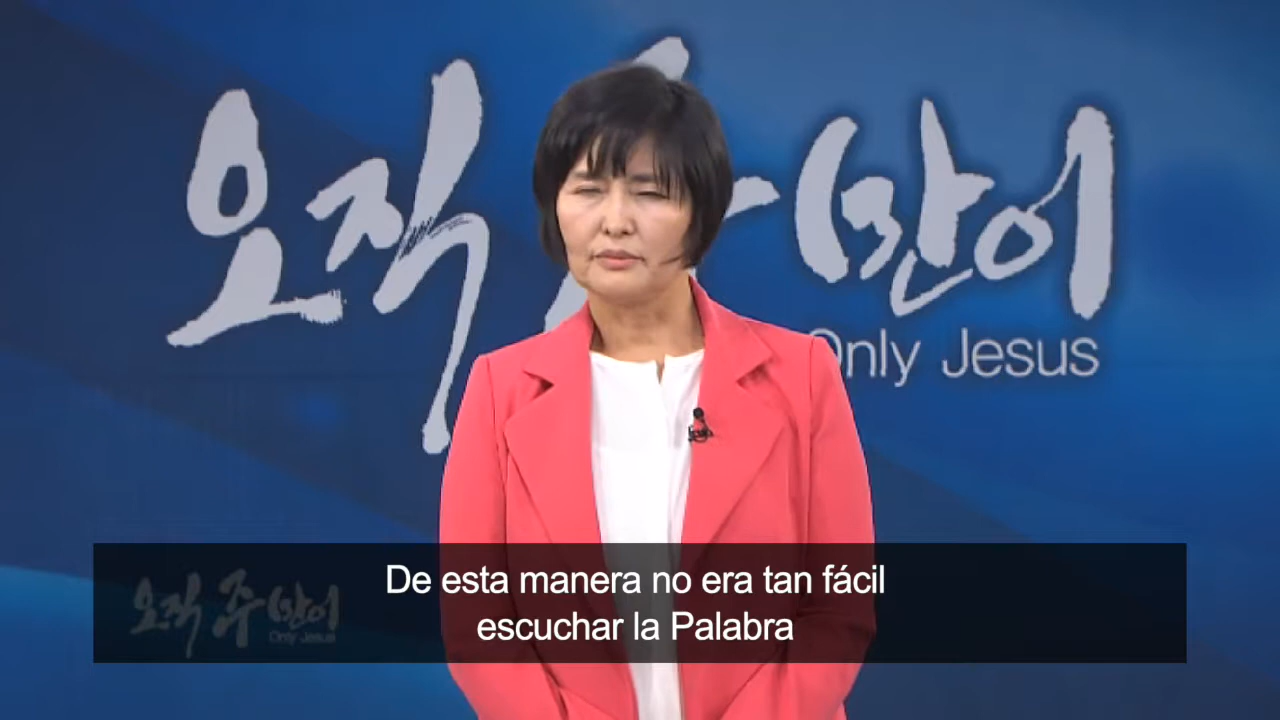 오직 만이
Only Jesus
De esta manera no era tan fácil
escuchar la Palabra
오직 주만이
Only Jesus